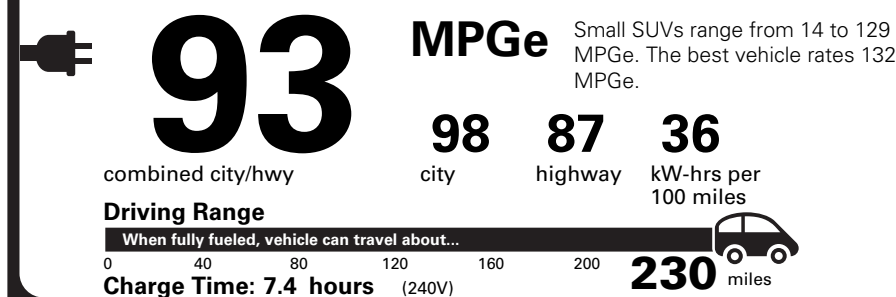 93
MPGe
Small SUVs range from 14 to 129
MPGe. The best vehicle rates 132
MPGe.
98
87
36
combined city/hwy
city
highway
kW-hrs per
100 miles
Driving Range
When fully fueled, vehicle can travel about...
0 40 80 120 160 200 230 miles
Charge Time: 7.4 hours (240V)